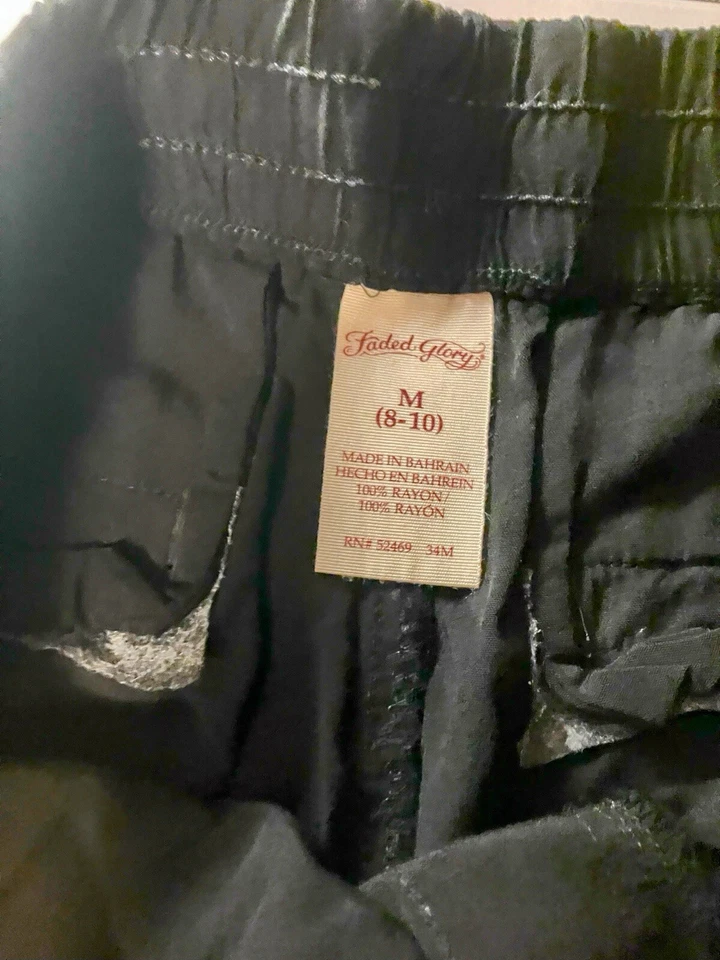 Faded Glory®
M
(8-10)
MADE IN BAHRAIN
HECHO EN BAHREIN
100% RAYON/
100% RAYÓN
RN# 52469 34M